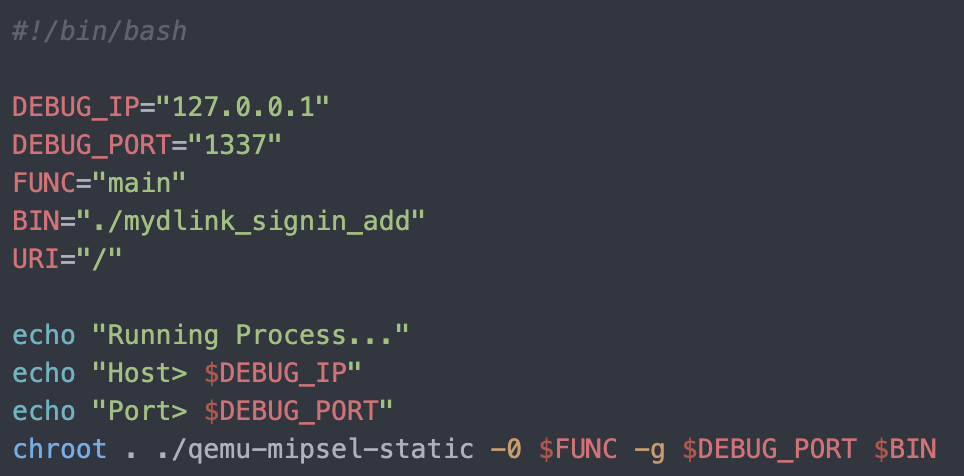 #!/bin/bash
DEBUG_IP="127.0.0.1"
DEBUG_PORT="1337"
FUNC="main"
BIN="./mydlink_signin_add"
URI="/"
echo "Running Process..."
echo "Host> $DEBUG_IP"
echo "Port> $DEBUG_PORT"
chroot . ./qemu-mipsel-static -0 $FUNC -g $DEBUG_PORT $BIN